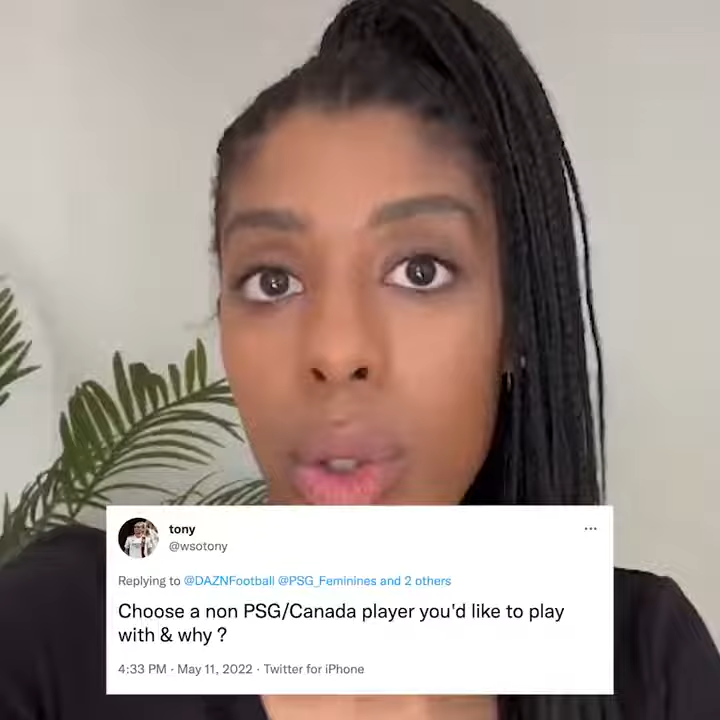 tony
@wsotony
Replying to @DAZNFootball @PSG_Feminines and 2 others
Choose a non PSG/Canada player you'd like to play
with & why ?
4:33 PM · May 11, 2022 · Twitter for iPhone